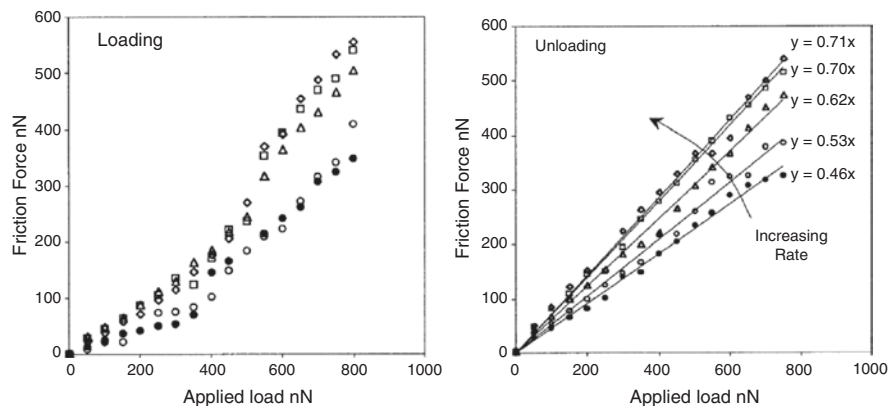 Loading
Friction Force nN
600
500
400
300
200
100
0
0
200
400
600
800
1000
Applied load nN
Unloading
Friction Force nN
600
500
400
300
200
100
0
0
200
400
600
800
1000
Applied load nN
y = 0.71x
y = 0.70x
y = 0.62x
y = 0.53x
y = 0.46x
Increasing
Rate